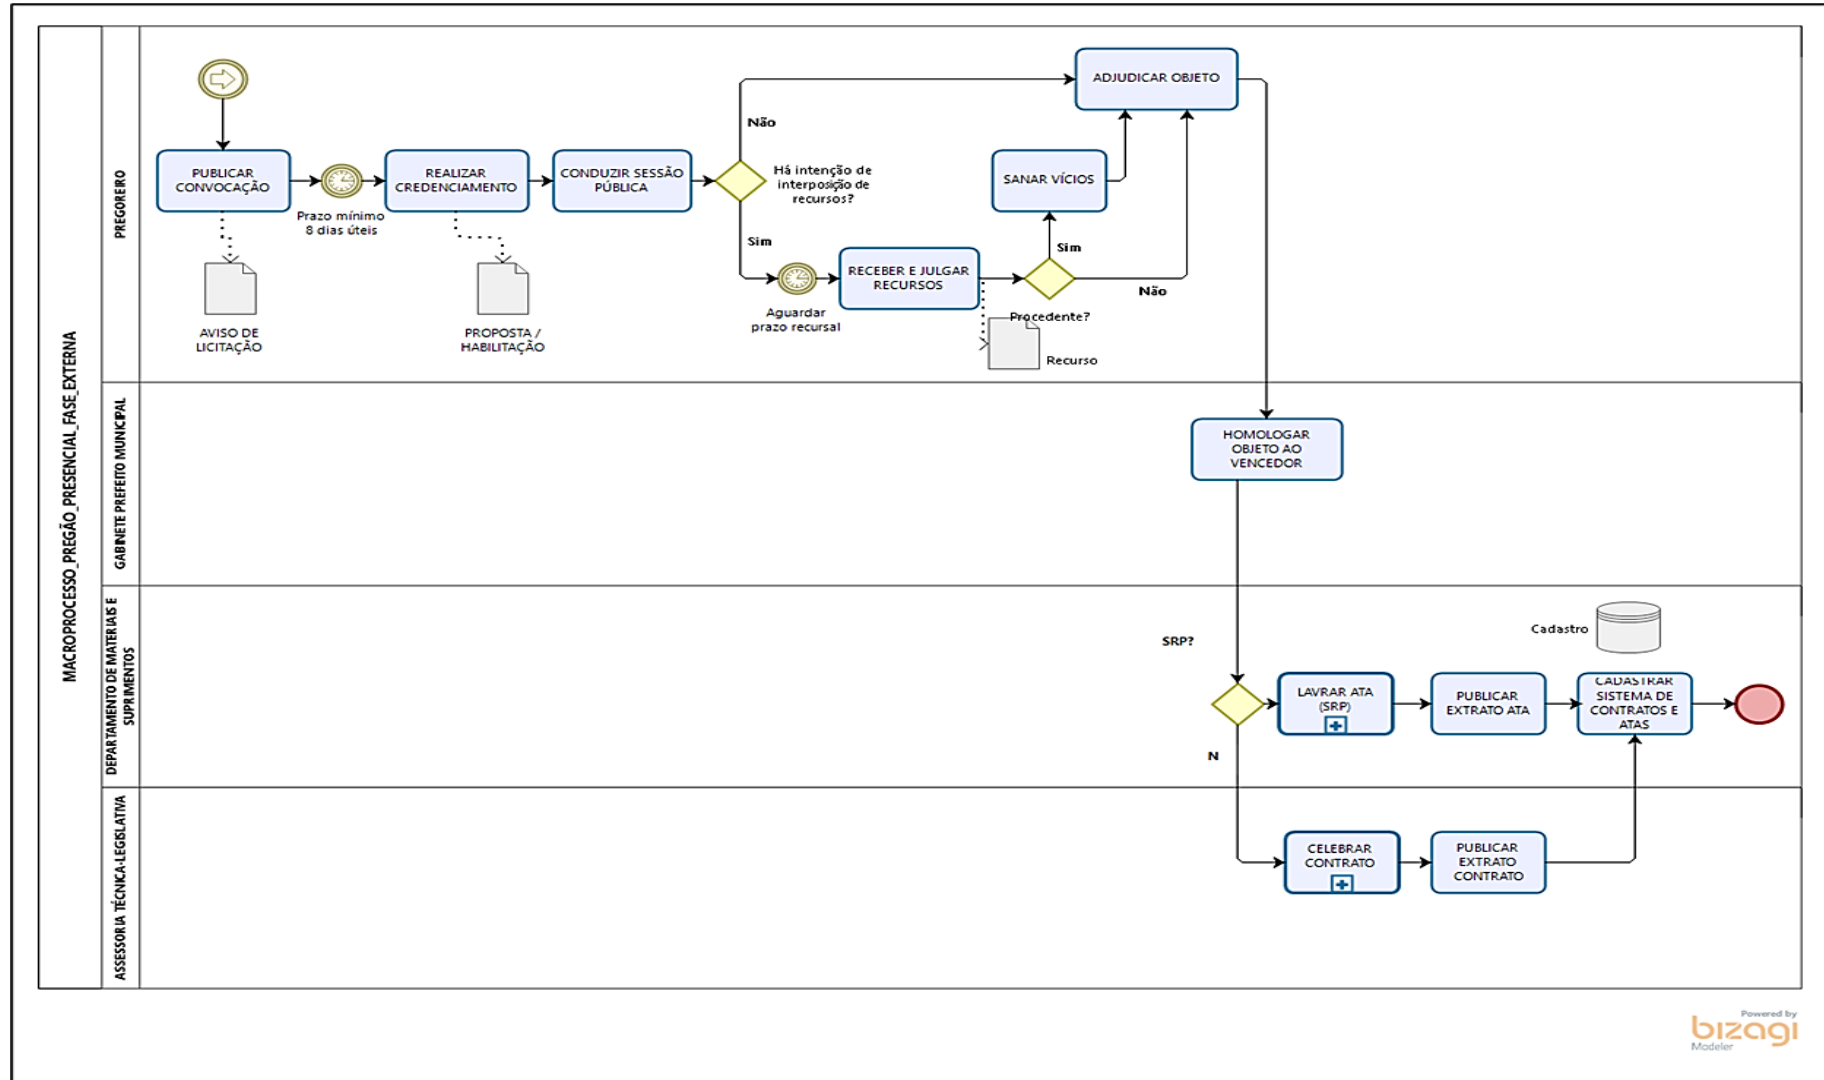 MACROPROCESSO_PREGÃO_PRESENCIAL_FASE_EXTERNA
PREGOREIRO
PUBLICAR
CONVOCAÇÃO
Prazo mínimo
8 dias úteis
REALIZAR
CREDENCIAMENTO
CONDUZIR SESSÃO
PÚBLICA
Não
Há intenção de
interposição de
recursos?
Sim
Aguardar
prazo recursal
RECEBER E JULGAR
RECURSOS
SANAR VÍCIOS
Sim
Não
Procedente?
Recurso
ADJUDICAR OBJETO
AVISO DE
LICITAÇÃO
PROPOSTA /
HABILITAÇÃO
GABINETE PREFEITO MUNICIPAL
HOMOLOGAR
OBJETO AO
VENCEDOR
DEPARTAMENTO DE MATERIAIS E
SUPRIMENTOS
SRP?
N
LAVRAR ATA
(SRP)
PUBLICAR
EXTRATO ATA
Cadastro
CADASTRAR
SISTEMA DE
CONTRATOS E
ATAS
ASSESSORIA TÉCNICA-LEGISLATIVA
CELEBRAR
CONTRATO
PUBLICAR
EXTRATO
CONTRATO
Powered by
bizagi
Modeler